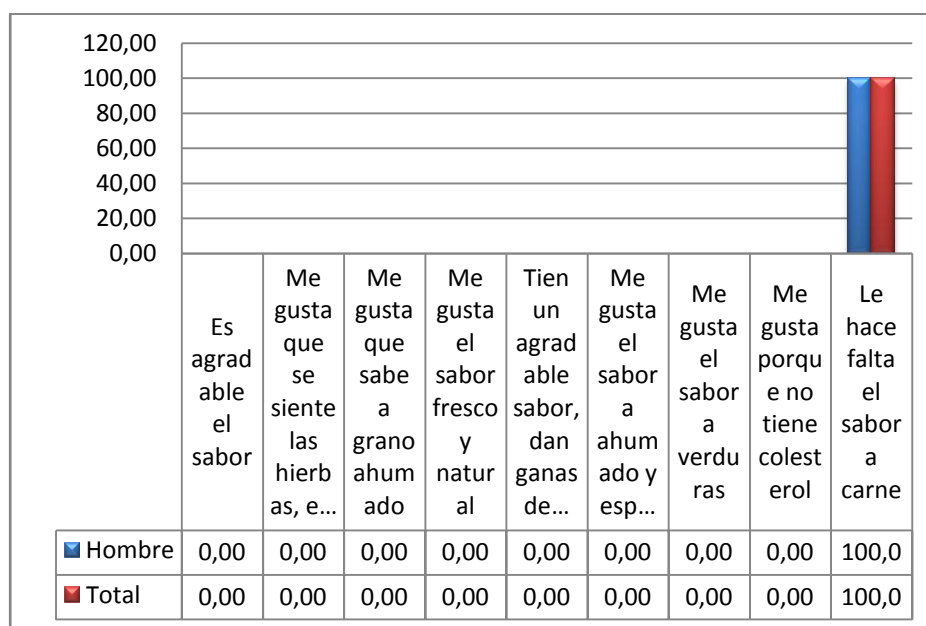 120,00
100,00
80,00
60,00
40,00
20,00
0,00
Es
agrad
able
el
sabor
Me
gusta
que
se
siente
las
hierb
as, e...
Me
gusta
que
sabe
a
grano
ahum
ado
Me
gusta
el
sabor
fresco
y
natur
al
Tien
un
agrad
able
sabor,
dan
ganas
de...
Me
gusta
el
sabor
a
ahum
ado y
esp...
Me
gusta
el
sabor
a
verdu
ras
Me
gusta
porqu
e no
tiene
colest
erol
Le
hace
falta
el
sabor
a
carne
Hombre 0,00 0,00 0,00 0,00 0,00 0,00 0,00 0,00 100,0
Total 0,00 0,00 0,00 0,00 0,00 0,00 0,00 0,00 100,0